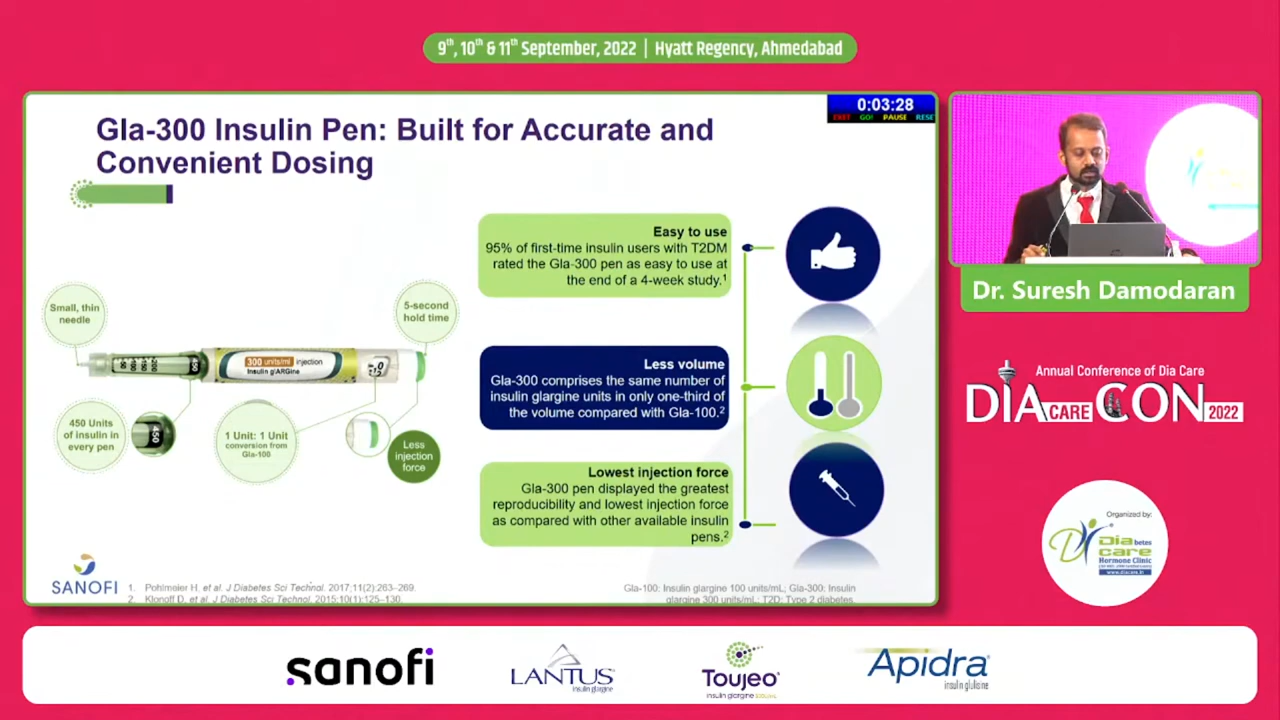 9th, 10th & 11th September, 2022 | Hyatt Regency, Ahmedabad
Gla-300 Insulin Pen: Built for Accurate and
Convenient Dosing
0:03:28
EXIT GO! PAUSE RESE
Small, thin
needle
5-second
hold time
300 units/ml injection
Insulin glARGine
450
450 Units
of insulin in
every pen
450
1 Unit: 1 Unit
conversion from
Gla-100
Less
injection
force
Easy to use
95% of first-time insulin users with T2DM
rated the Gla-300 pen as easy to use at
the end of a 4-week study.1
Less volume
Gla-300 comprises the same number of
insulin glargine units in only one-third of
the volume compared with Gla-100.2
Lowest injection force
Gla-300 pen displayed the greatest
reproducibility and lowest injection force
as compared with other available insulin
pens.2
SANOFI
1. Pohlmeier H, et al. J Diabetes Sci Technol. 2017;11(2):263–269.
2. Klonoff D, et al. J Diabetes Sci Technol. 2015;10(1):125–130.
Gla-100: Insulin glargine 100 units/mL; Gla-300: Insulin
glargine 300 units/mL; T2D: Type 2 diabetes.
Dr. Suresh Damodaran
Annual Conference of Dia Care
DIA CARE CON 2022
Organized by:
Diabetes
care
Hormone Clinic
www.diacare.in
sanofi
LANTUS
insulin glargine
Toujeo
insulin glargine
Apidra
insulin glulisine